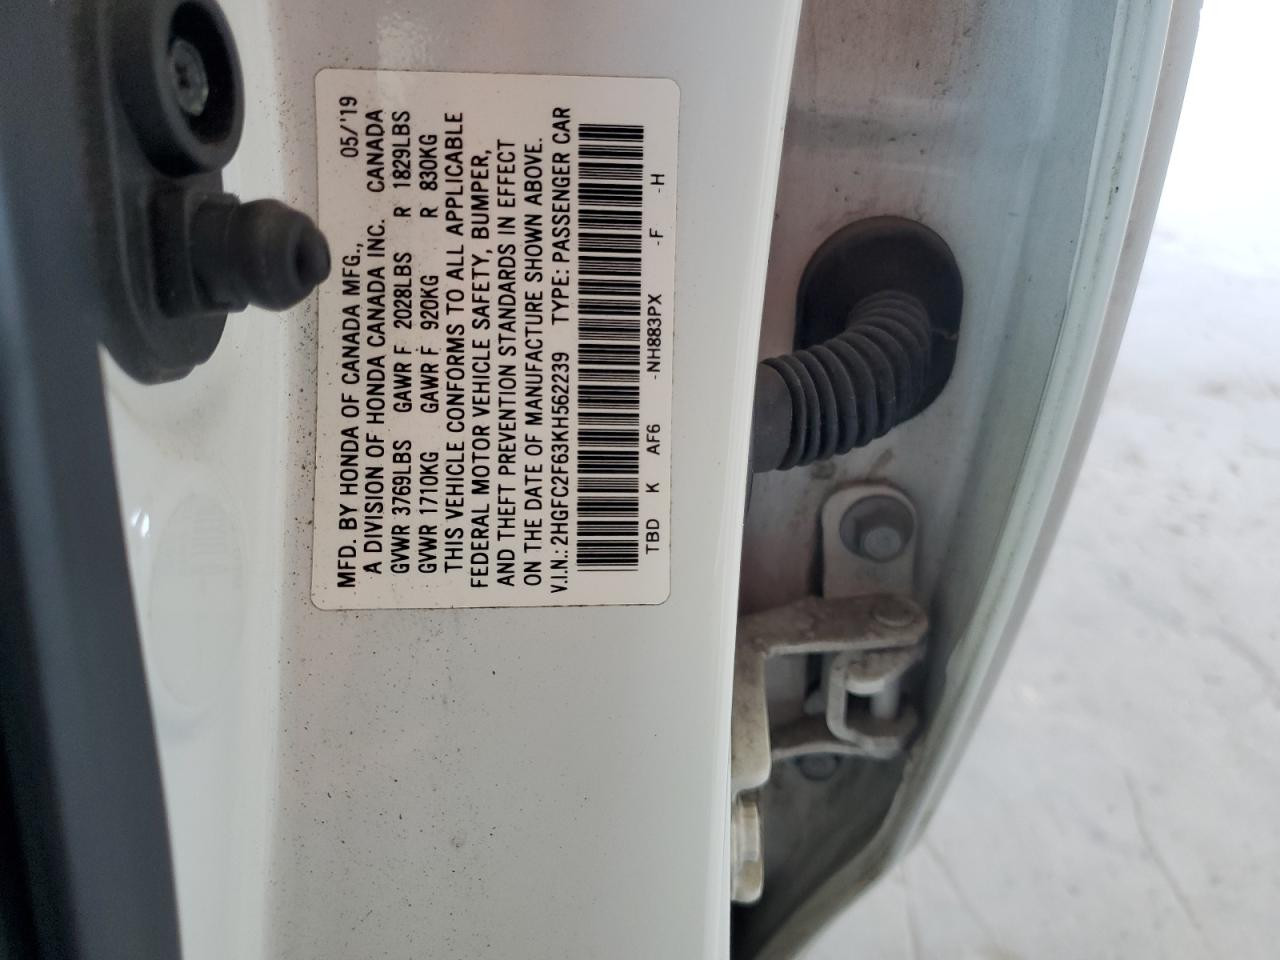 MFD. BY HONDA OF CANADA MFG., 05/'19
A DIVISION OF HONDA CANADA INC. CANADA
GVWR 3769LBS GAWR F 2028LBS R 1829LBS
GVWR 1710KG GAWR F 920KG R 830KG
THIS VEHICLE CONFORMS TO ALL APPLICABLE
FEDERAL MOTOR VEHICLE SAFETY, BUMPER,
AND THEFT PREVENTION STANDARDS IN EFFECT
ON THE DATE OF MANUFACTURE SHOWN ABOVE.
V.I.N.: 2HGFC2F63KH562239 TYPE: PASSENGER CAR
TBD K AF6 -NH883PX -F -H